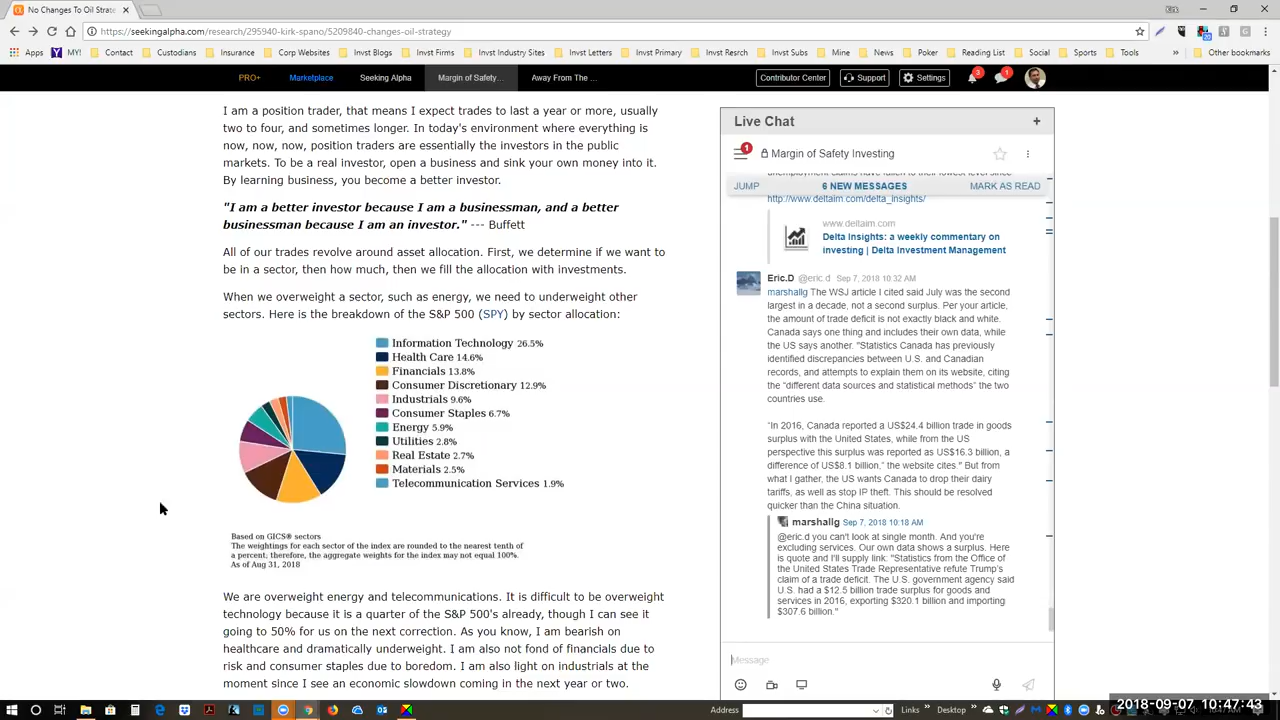 No Changes To Oil Strate
https://seekingalpha.com/research/295940-kirk-spano/5209840-changes-oil-strategy
Apps MY! Contact Custodians Insurance Corp Websites Invst Blogs Invst Firms Invst Industry Sites Invst Letters Invst Primary Invst Resrch Invst Subs Mine News Poker Reading List Social Sports Tools » Other bookmarks
PRO+ Marketplace Seeking Alpha Margin of Safety... Away From The ... Contributor Center Support Settings 3 1
I am a position trader, that means I expect trades to last a year or more, usually
two to four, and sometimes longer. In today's environment where everything is
now, now, now, position traders are essentially the investors in the public
markets. To be a real investor, open a business and sink your own money into it.
By learning business, you become a better investor.
"I am a better investor because I am a businessman, and a better
businessman because I am an investor." --- Buffett
All of our trades revolve around asset allocation. First, we determine if we want to
be in a sector, then how much, then we fill the allocation with investments.
When we overweight a sector, such as energy, we need to underweight other
sectors. Here is the breakdown of the S&P 500 (SPY) by sector allocation:
Information Technology 26.5%
Health Care 14.6%
Financials 13.8%
Consumer Discretionary 12.9%
Industrials 9.6%
Consumer Staples 6.7%
Energy 5.9%
Utilities 2.8%
Real Estate 2.7%
Materials 2.5%
Telecommunication Services 1.9%
Based on GICS® sectors
The weightings for each sector of the index are rounded to the nearest tenth of
a percent; therefore, the aggregate weights for the index may not equal 100%.
As of Aug 31, 2018
We are overweight energy and telecommunications. It is difficult to be overweight
technology because it is a quarter of the S&P 500's already, though I can see it
going to 50% for us on the next correction. As you know, I am bearish on
healthcare and dramatically underweight. I am also not fond of financials due to
risk and consumer staples due to boredom. I am also light on industrials at the
moment since I see an economic slowdown coming in the next year or two.
Live Chat +
1 Margin of Safety Investing
unemployment claims have fallen to their lowest level since
JUMP 6 NEW MESSAGES MARK AS READ
http://www.deltaim.com/delta_insights/
www.deltaim.com
Delta Insights: a weekly commentary on
investing | Delta Investment Management
Eric.D @eric.d Sep 7, 2018 10:32 AM
marshallg The WSJ article I cited said July was the second
largest in a decade, not a second surplus. Per your article,
the amount of trade deficit is not exactly black and white.
Canada says one thing and includes their own data, while
the US says another. "Statistics Canada has previously
identified discrepancies between U.S. and Canadian
records, and attempts to explain them on its website, citing
the "different data sources and statistical methods" the two
countries use.
"In 2016, Canada reported a US$24.4 billion trade in goods
surplus with the United States, while from the US
perspective this surplus was reported as US$16.3 billion, a
difference of US$8.1 billion," the website cites " But from
what I gather, the US wants Canada to drop their dairy
tariffs, as well as stop IP theft. This should be resolved
quicker than the China situation.
marshallg Sep 7, 2018 10:18 AM
@eric.d you can't look at single month. And you're
excluding services. Our own data shows a surplus. Here
is quote and I'll supply link: "Statistics from the Office of
the United States Trade Representative refute Trump's
claim of a trade deficit. The U.S. government agency said
U.S. had a $12.5 billion trade surplus for goods and
services in 2016, exporting $320.1 billion and importing
$307.6 billion."
Message
Address Links » Desktop »
2018-09-07 10:47:43